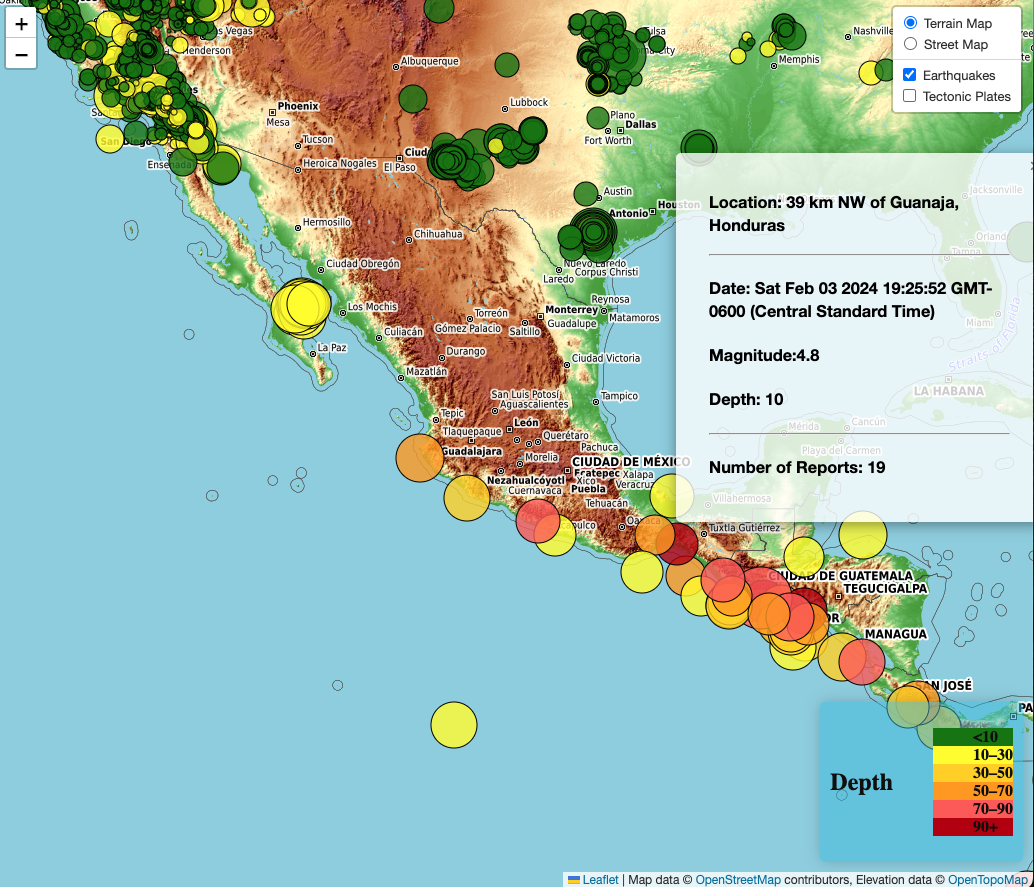 +
−
Terrain Map
Street Map
Earthquakes
Tectonic Plates
Vegas
Henderson
Albuquerque
Tulsa
Memphis
Nashville
Phoenix
Mesa
Tucson
Heroica Nogales
El Paso
Lubbock
Plano
Dallas
Fort Worth
Austin
Antonio
Houston
Hermosillo
Chihuahua
Ciudad Obregón
Nuevo Laredo
Laredo
Corpus Christi
Los Mochis
Culiacán
La Paz
Torreón
Gómez Palacio
Saltillo
Monterrey
Guadalupe
Reynosa
Matamoros
Durango
Mazatlán
Ciudad Victoria
San Luis Potosí
Aguascalientes
Tampico
Tepic
León
Tlaquepaque
Querétaro
Guadalajara
Pachuca
Morelia
CIUDAD DE MÉXICO
Ecatepec
Xalapa
Nezahualcóyotl
Xico
Veracruz
Cuernavaca
Puebla
Tehuacán
Oaxaca
Villahermosa
Tuxtla Gutiérrez
Mérida
Cancún
Playa del Carmen
LA HABANA
Miami
Straits of Florida
Tampa
Jacksonville
Location: 39 km NW of Guanaja,
Honduras
Date: Sat Feb 03 2024 19:25:52 GMT-
0600 (Central Standard Time)
Magnitude:4.8
Depth: 10
Number of Reports: 19
CIUDAD DE GUATEMALA
TEGUCIGALPA
MANAGUA
SAN JOSÉ
Depth
<10
10–30
30–50
50–70
70–90
90+
Leaflet | Map data © OpenStreetMap contributors, Elevation data © OpenTopoMap